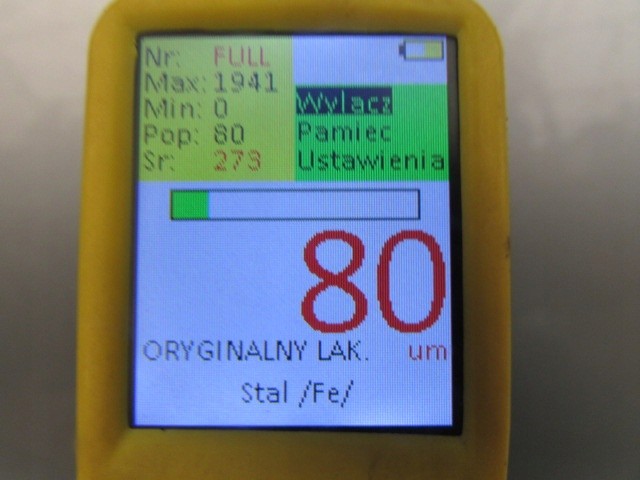 Nr: FULL
Max: 1941
Min: 0
Pop: 80
Sr: 273
Wylacz
Pamiec
Ustawienia
80
ORYGINALNY LAK. um
Stal /Fe/